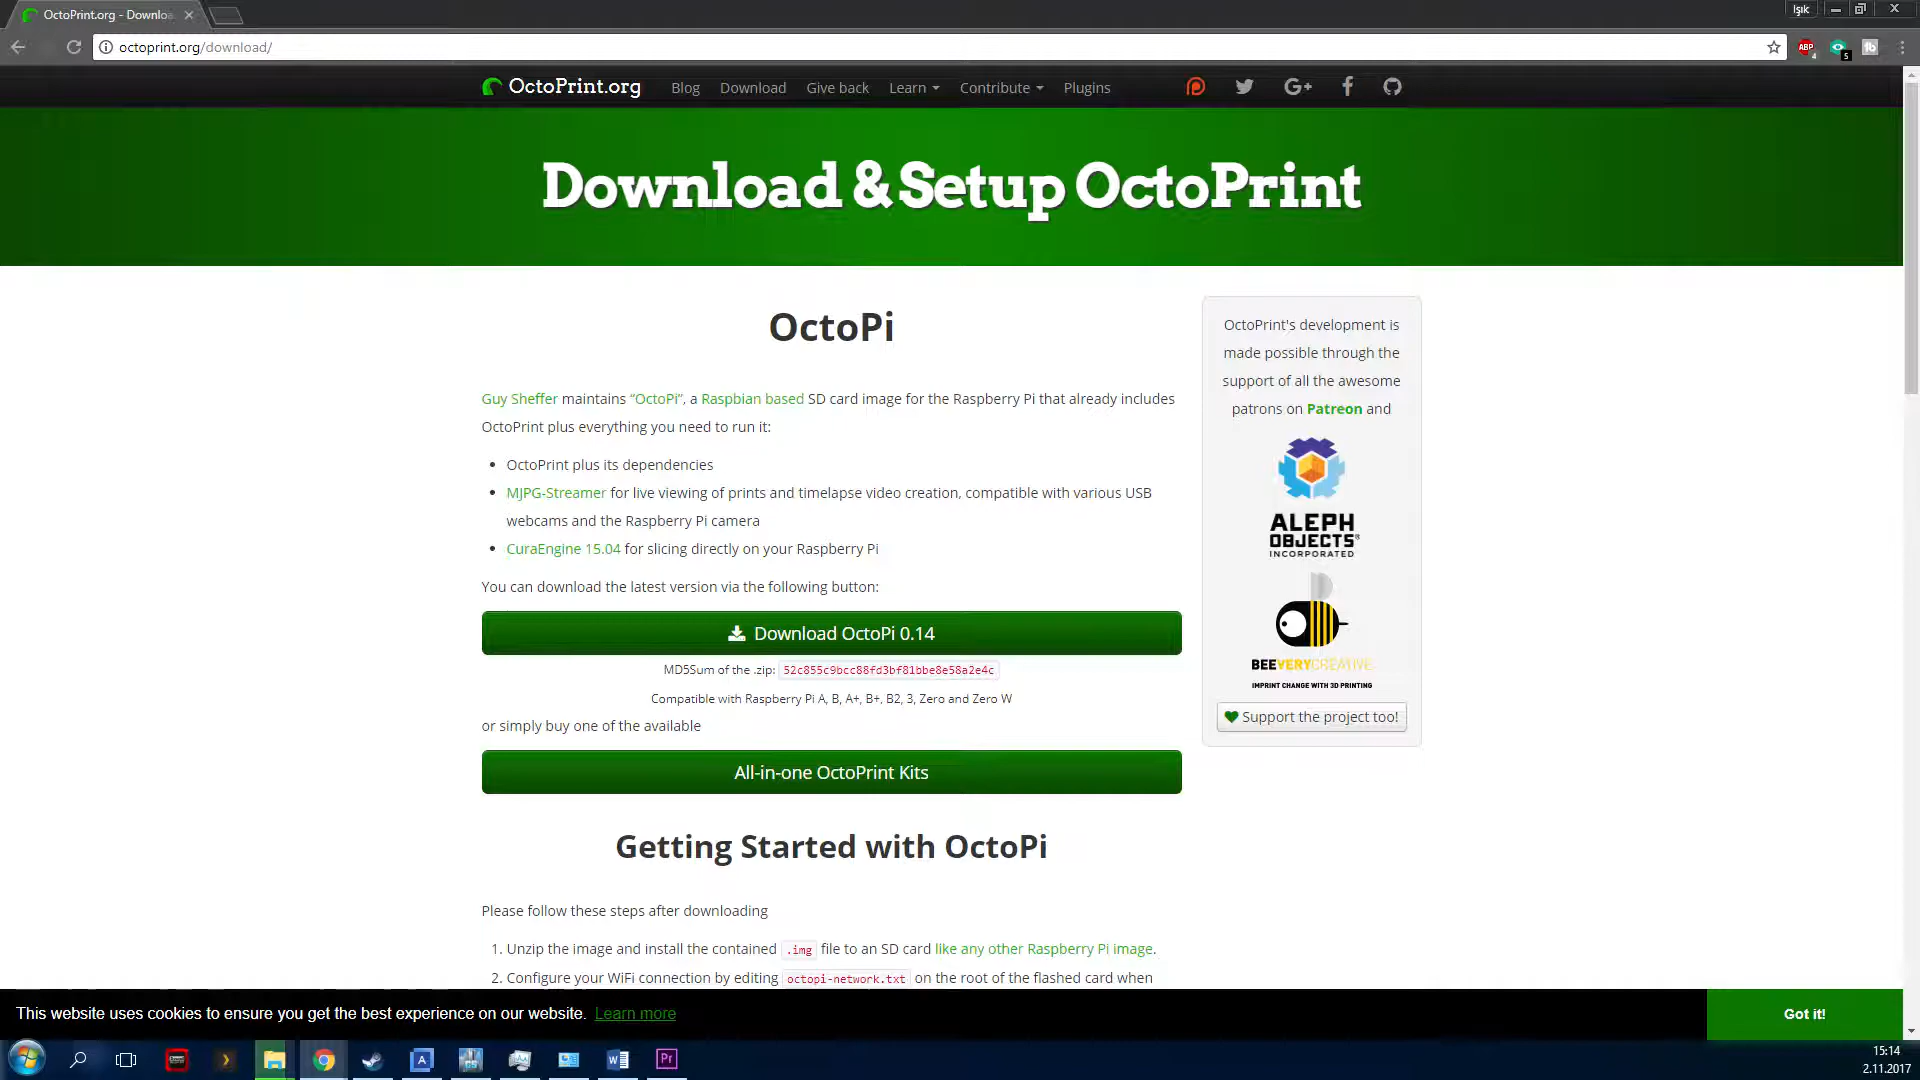 OctoPrint.org - Downloa
Işık
octoprint.org/download/
ABP
4
5
OctoPrint.org
Blog
Download
Give back
Learn
Contribute
Plugins
Download & Setup OctoPrint
OctoPi
Guy Sheffer maintains “OctoPi”, a Raspbian based SD card image for the Raspberry Pi that already includes
OctoPrint plus everything you need to run it:
• OctoPrint plus its dependencies
• MJPG-Streamer for live viewing of prints and timelapse video creation, compatible with various USB
webcams and the Raspberry Pi camera
• CuraEngine 15.04 for slicing directly on your Raspberry Pi
You can download the latest version via the following button:
Download OctoPi 0.14
MD5Sum of the .zip: 52c855c9bcc88fd3bf81bbe8e58a2e4c
Compatible with Raspberry Pi A, B, A+, B+, B2, 3, Zero and Zero W
or simply buy one of the available
All-in-one OctoPrint Kits
Getting Started with OctoPi
Please follow these steps after downloading
1. Unzip the image and install the contained .img file to an SD card like any other Raspberry Pi image.
2. Configure your WiFi connection by editing octopi-network.txt on the root of the flashed card when
OctoPrint's development is
made possible through the
support of all the awesome
patrons on Patreon and
ALEPH
OBJECTS®
INCORPORATED
BEEVERYCREATIVE
IMPRINT CHANGE WITH 3D PRINTING
Support the project too!
This website uses cookies to ensure you get the best experience on our website. Learn more
Got it!
A
W
Pr
15:14
2.11.2017